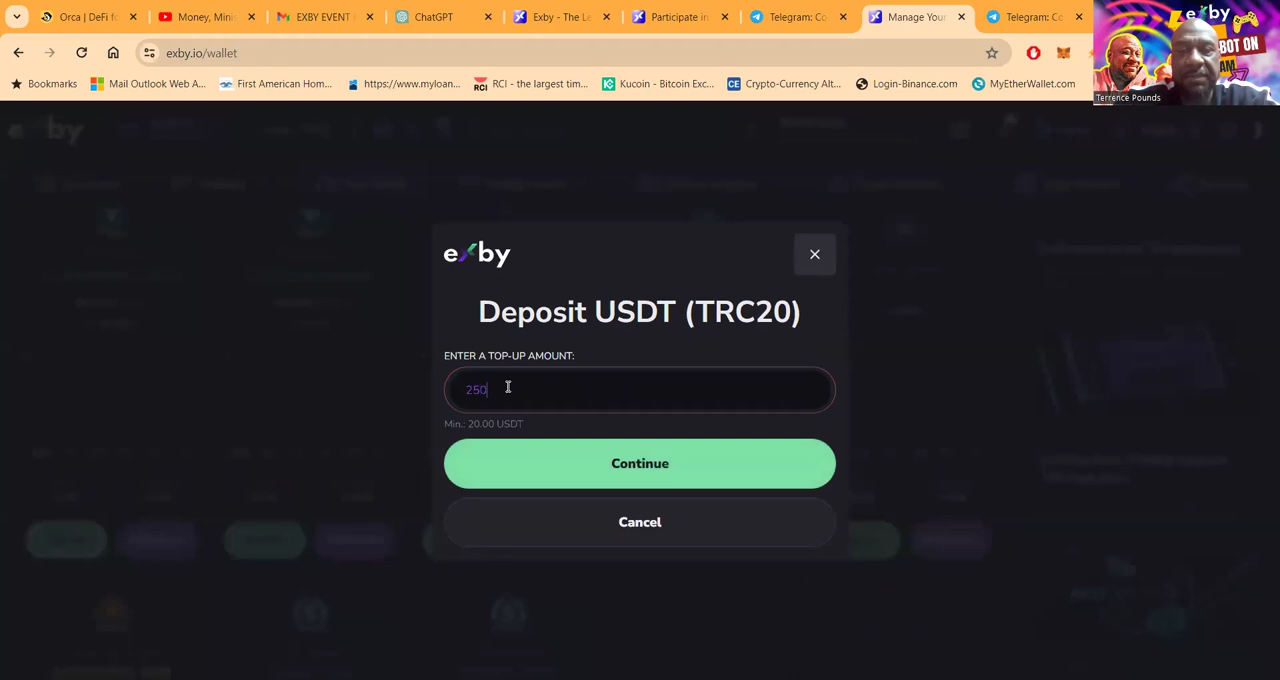 Orca | DeFi fo
Money, Mini
EXBY EVENT
ChatGPT
Exby - The Le
Participate in
Telegram: Co
Manage Your
Telegram: Co
exby.io/wallet
Bookmarks
Mail Outlook Web A...
First American Hom...
https://www.myloan...
RCI - the largest tim...
Kucoin - Bitcoin Exc...
Crypto-Currency Alt...
Login-Binance.com
MyEtherWallet.com
exby
BOT ON
AM
Terrence Pounds
exby
exby
Deposit USDT (TRC20)
ENTER A TOP-UP AMOUNT:
250
Min.: 20.00 USDT
Continue
Cancel